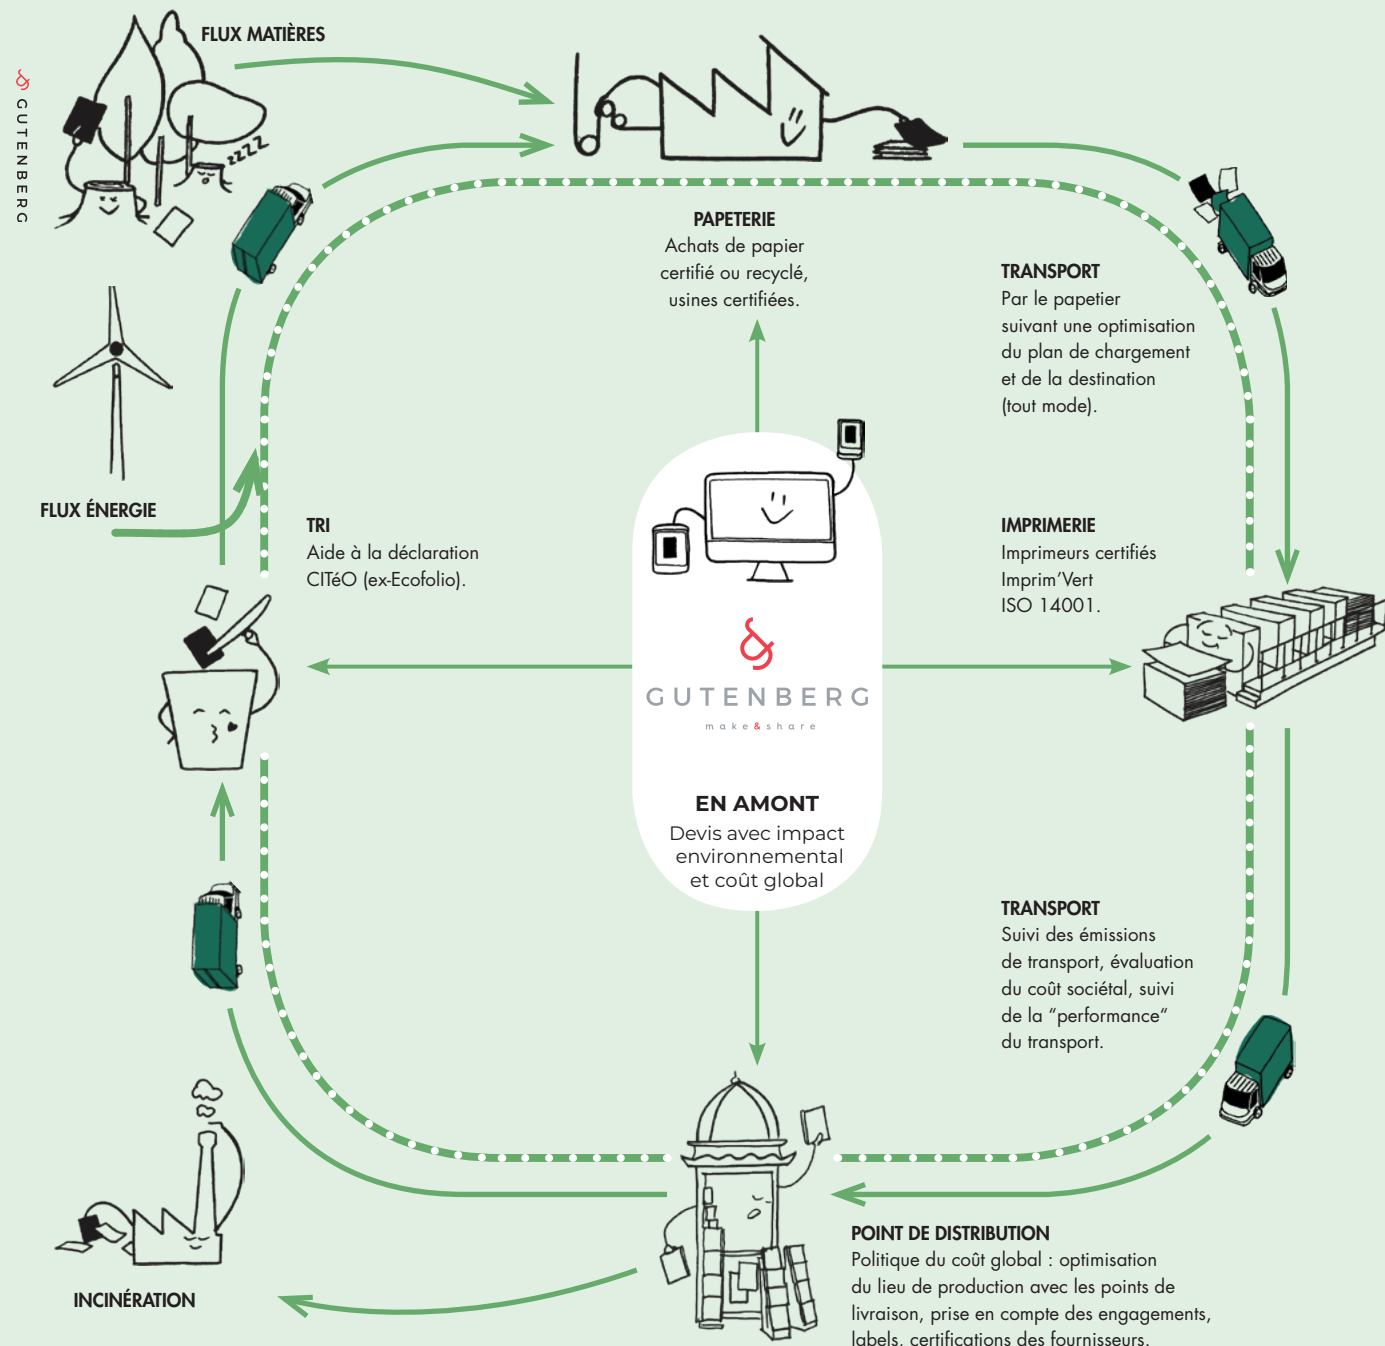 FLUX MATIÈRES
& GUTENBERG
zzzz
PAPETERIE
Achats de papier
certifié ou recyclé,
usines certifiées.
TRANSPORT
Par le papetier
suivant une optimisation
du plan de chargement
et de la destination
(tout mode).
FLUX ÉNERGIE
TRI
Aide à la déclaration
CITéO (ex-Ecofolio).
IMPRIMERIE
Imprimeurs certifiés
Imprim’Vert
ISO 14001.
&
GUTENBERG
make&share
EN AMONT
Devis avec impact
environnemental
et coût global
TRANSPORT
Suivi des émissions
de transport, évaluation
du coût sociétal, suivi
de la “performance“
du transport.
INCINÉRATION
POINT DE DISTRIBUTION
Politique du coût global : optimisation
du lieu de production avec les points de
livraison, prise en compte des engagements,
labels, certifications des fournisseurs.